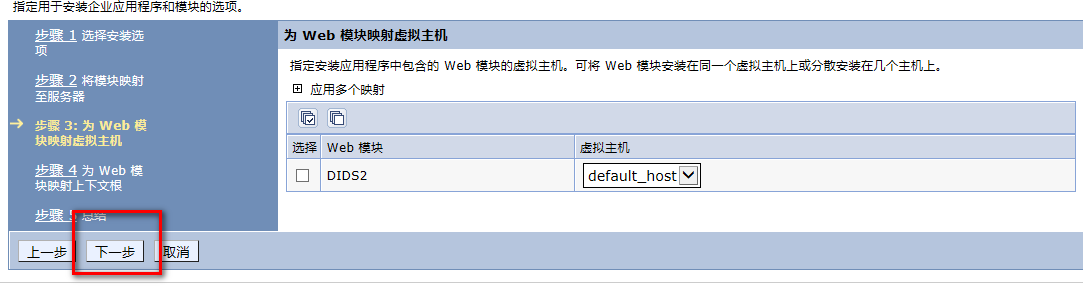 指定用于安装企业应用程序和模块的选项。
步骤 1 选择安装选
项
步骤 2 将模块映射
至服务器
步骤 3: 为 Web 模
块映射虚拟主机
步骤 4 为 Web 模
块映射上下文根
步骤 5 总结
为 Web 模块映射虚拟主机
指定安装应用程序中包含的 Web 模块的虚拟主机。可将 Web 模块安装在同一个虚拟主机上或分散安装在几个主机上。
应用多个映射
选择 Web 模块 虚拟主机
DIDS2 default_host
上一步 下一步 取消